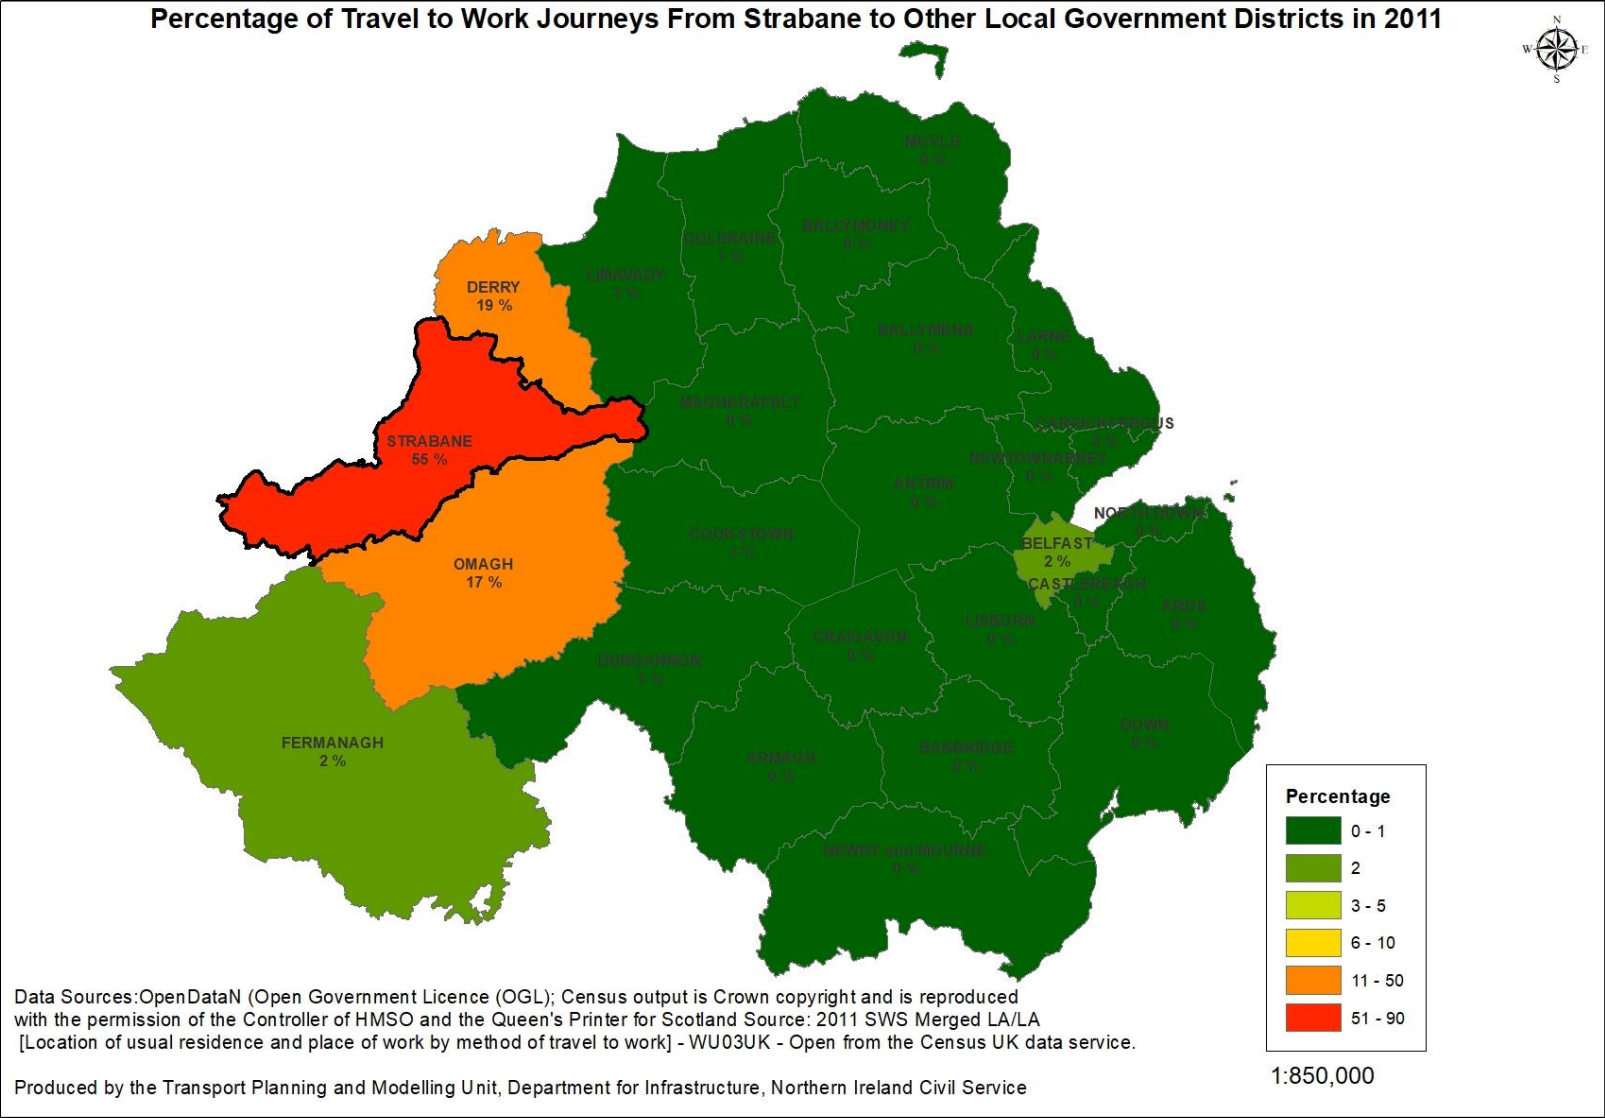 Percentage of Travel to Work Journeys From Strabane to Other Local Government Districts in 2011
N
W E
S
MOYLE
0 %
BALLYMONEY
0 %
COLERAINE
1 %
LIMAVADY
1 %
DERRY
19 %
BALLYMENA
0 %
LARNE
0 %
MAGHERAFELT
0 %
CARRICKFERGUS
0 %
STRABANE
55 %
NEWTOWNABBEY
0 %
ANTRIM
0 %
NORTH DOWN
0 %
COOKSTOWN
1 %
BELFAST
2 %
OMAGH
17 %
CASTLEREAGH
0 %
ARDS
0 %
LISBURN
0 %
CRAIGAVON
0 %
DUNGANNON
1 %
DOWN
0 %
FERMANAGH
2 %
BANBRIDGE
0 %
ARMAGH
0 %
NEWRY and MOURNE
0 %
Percentage
0 - 1
2
3 - 5
6 - 10
11 - 50
51 - 90
1:850,000
Data Sources:OpenDataN (Open Government Licence (OGL); Census output is Crown copyright and is reproduced
with the permission of the Controller of HMSO and the Queen's Printer for Scotland Source: 2011 SWS Merged LA/LA
[Location of usual residence and place of work by method of travel to work] - WU03UK - Open from the Census UK data service.
Produced by the Transport Planning and Modelling Unit, Department for Infrastructure, Northern Ireland Civil Service